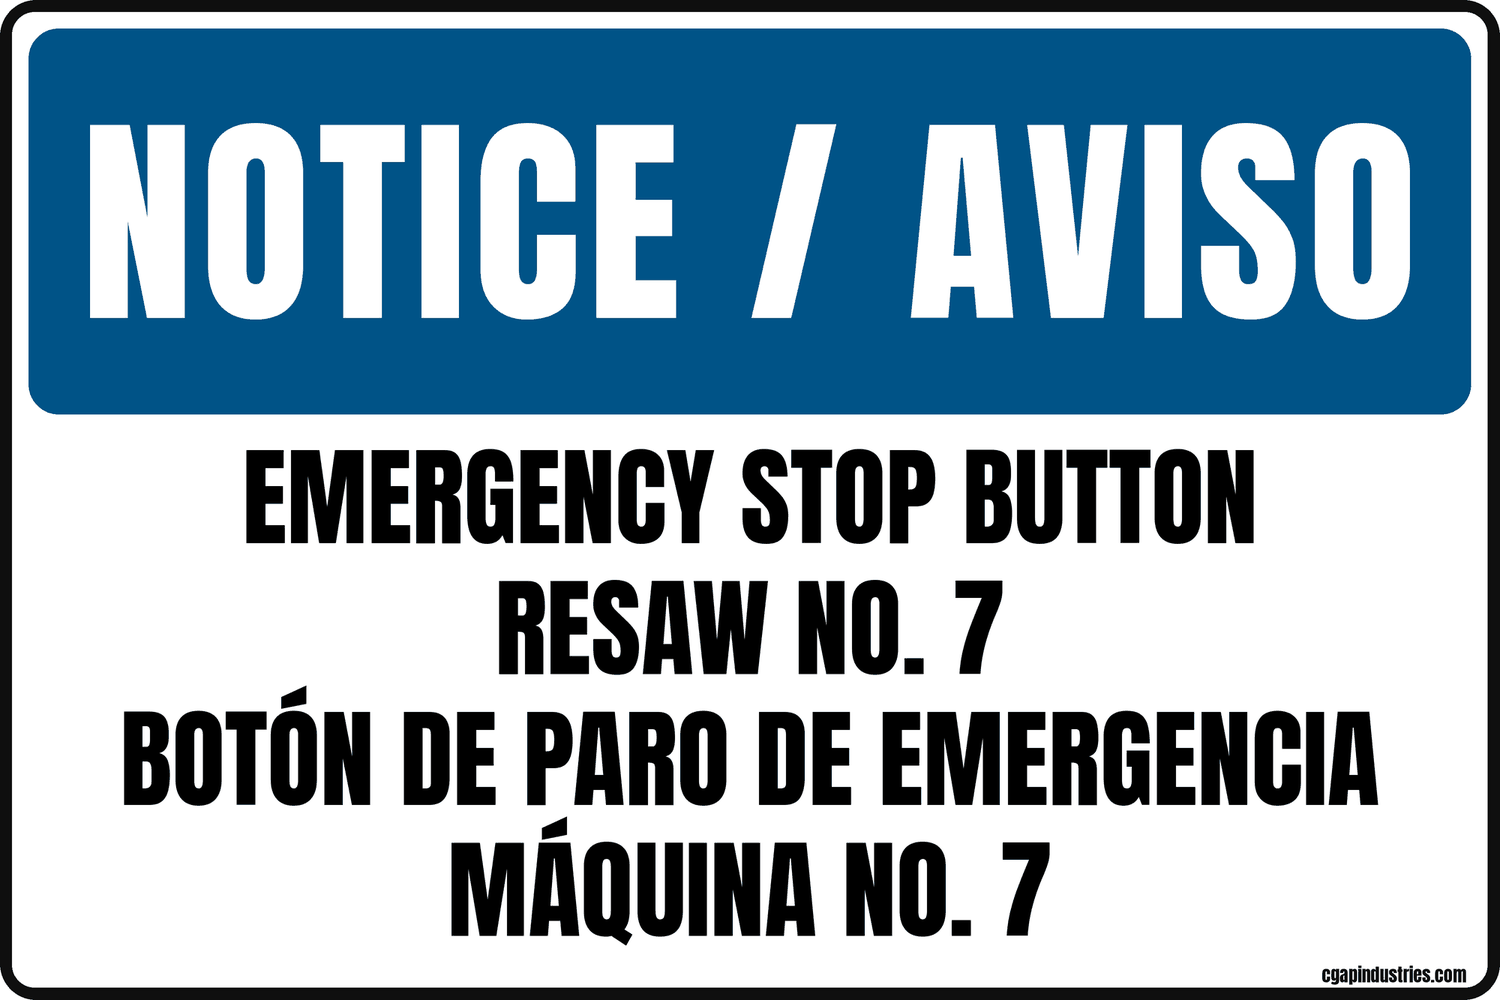 NOTICE / AVISO
EMERGENCY STOP BUTTON
RESAW NO. 7
BOTÓN DE PARO DE EMERGENCIA
MÁQUINA NO. 7
cgapindustries.com